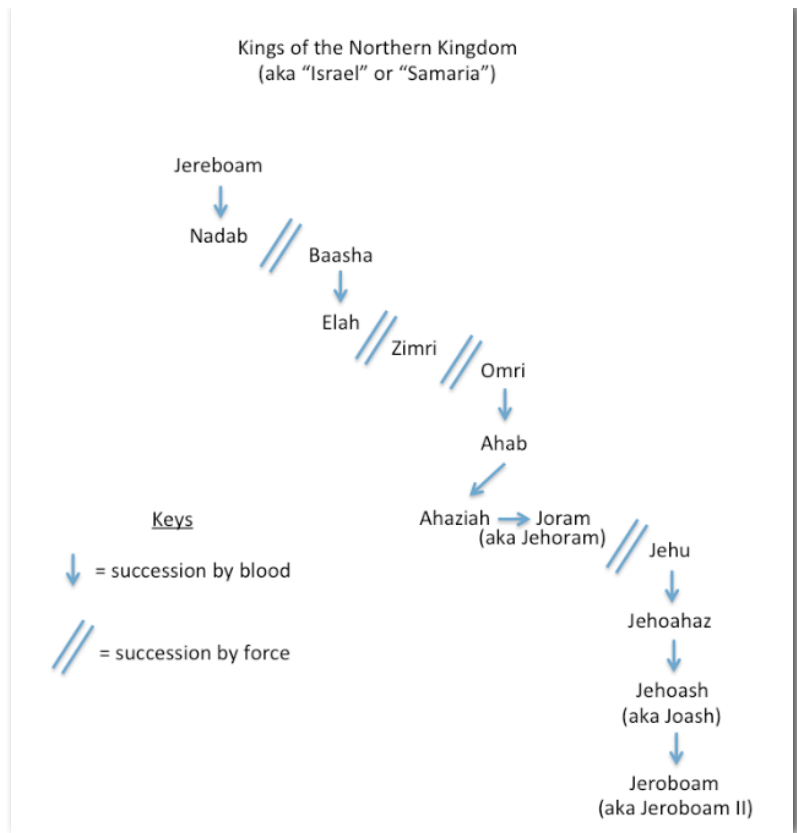 Kings of the Northern Kingdom
(aka “Israel” or “Samaria”)
Jereboam
Nadab
Baasha
Elah
Zimri
Omri
Ahab
Ahaziah
Joram
(aka Jehoram)
Jehu
Jehoahaz
Jehoash
(aka Joash)
Jeroboam
(aka Jeroboam II)
Keys
= succession by blood
= succession by force